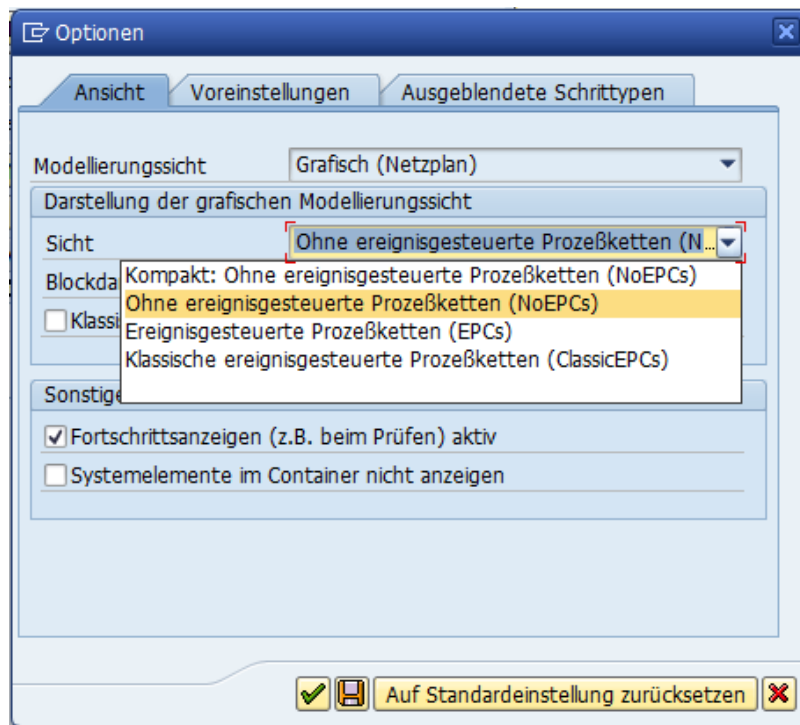 Optionen
Ansicht Voreinstellungen Ausgeblendete Schrittypen
Modellierungssicht Grafisch (Netzplan)
Darstellung der grafischen Modellierungssicht
Sicht Ohne ereignisgesteuerte Prozeßketten (N...
Kompakt: Ohne ereignisgesteuerte Prozeßketten (NoEPCs)
Ohne ereignisgesteuerte Prozeßketten (NoEPCs)
Ereignisgesteuerte Prozeßketten (EPCs)
Klassische ereignisgesteuerte Prozeßketten (ClassicEPCs)
Blockda
Klassi
Sonstige
Fortschrittsanzeigen (z.B. beim Prüfen) aktiv
Systemelemente im Container nicht anzeigen
Auf Standardeinstellung zurücksetzen